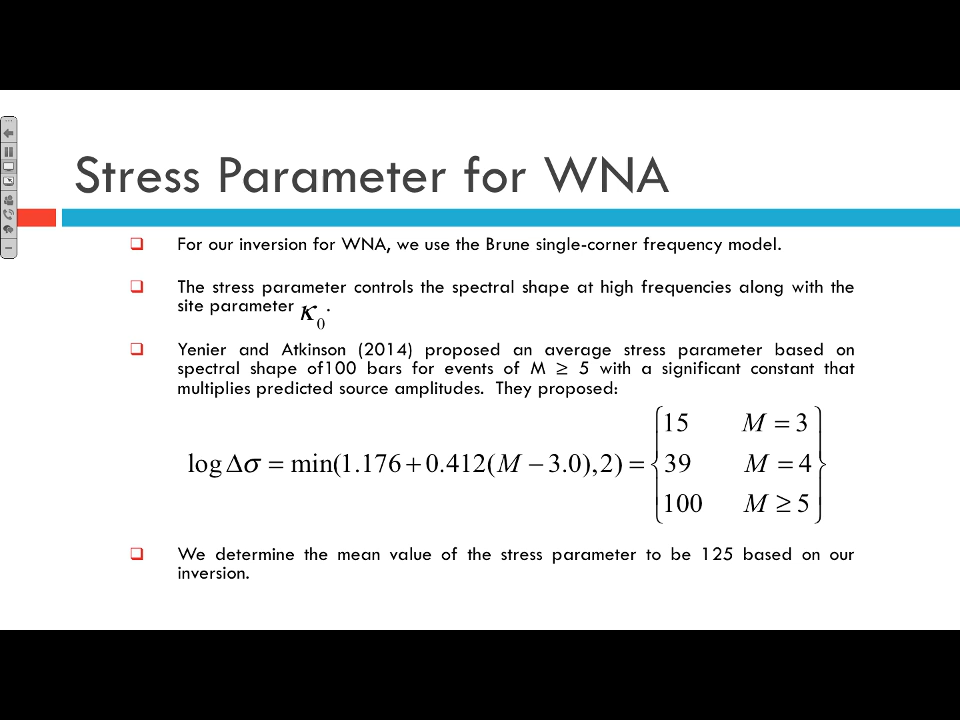 Stress Parameter for WNA
For our inversion for WNA, we use the Brune single-corner frequency model.
The stress parameter controls the spectral shape at high frequencies along with the
site parameter κ₀.
Yenier and Atkinson (2014) proposed an average stress parameter based on
spectral shape of100 bars for events of M ≥ 5 with a significant constant that
multiplies predicted source amplitudes. They proposed:
log Δσ = min(1.176 + 0.412(M − 3.0), 2) = { 15 M = 3
39 M = 4
100 M ≥ 5 }
We determine the mean value of the stress parameter to be 125 based on our
inversion.